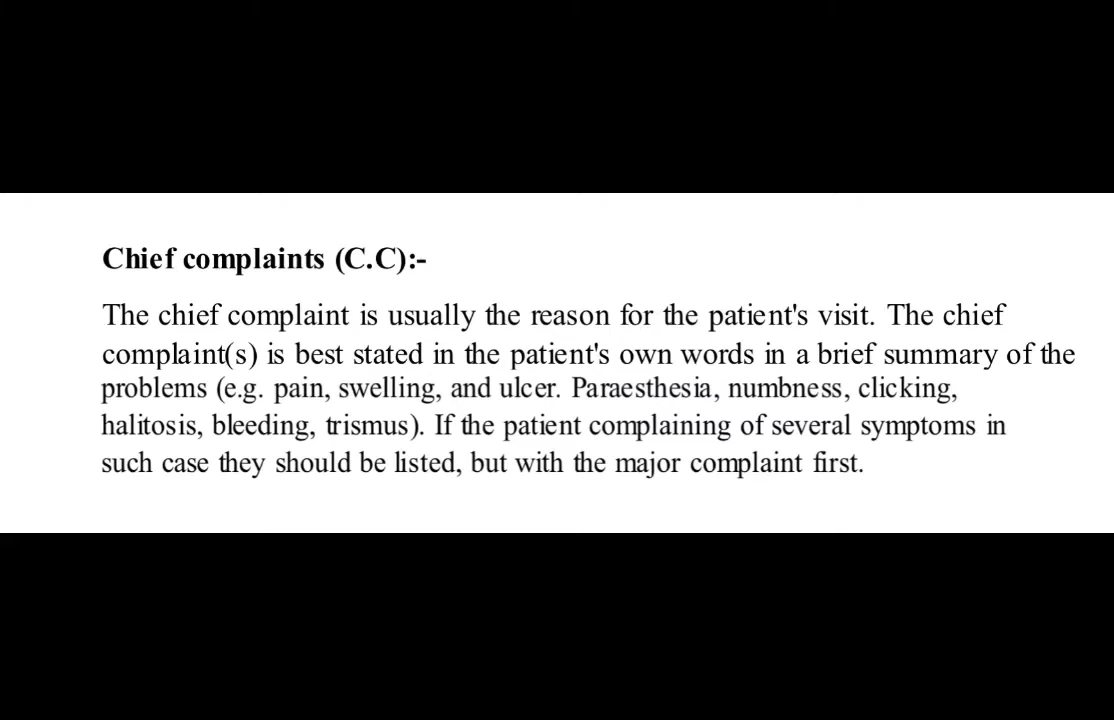 Chief complaints (C.C):-
The chief complaint is usually the reason for the patient's visit. The chief
complaint(s) is best stated in the patient's own words in a brief summary of the
problems (e.g. pain, swelling, and ulcer. Paraesthesia, numbness, clicking,
halitosis, bleeding, trismus). If the patient complaining of several symptoms in
such case they should be listed, but with the major complaint first.